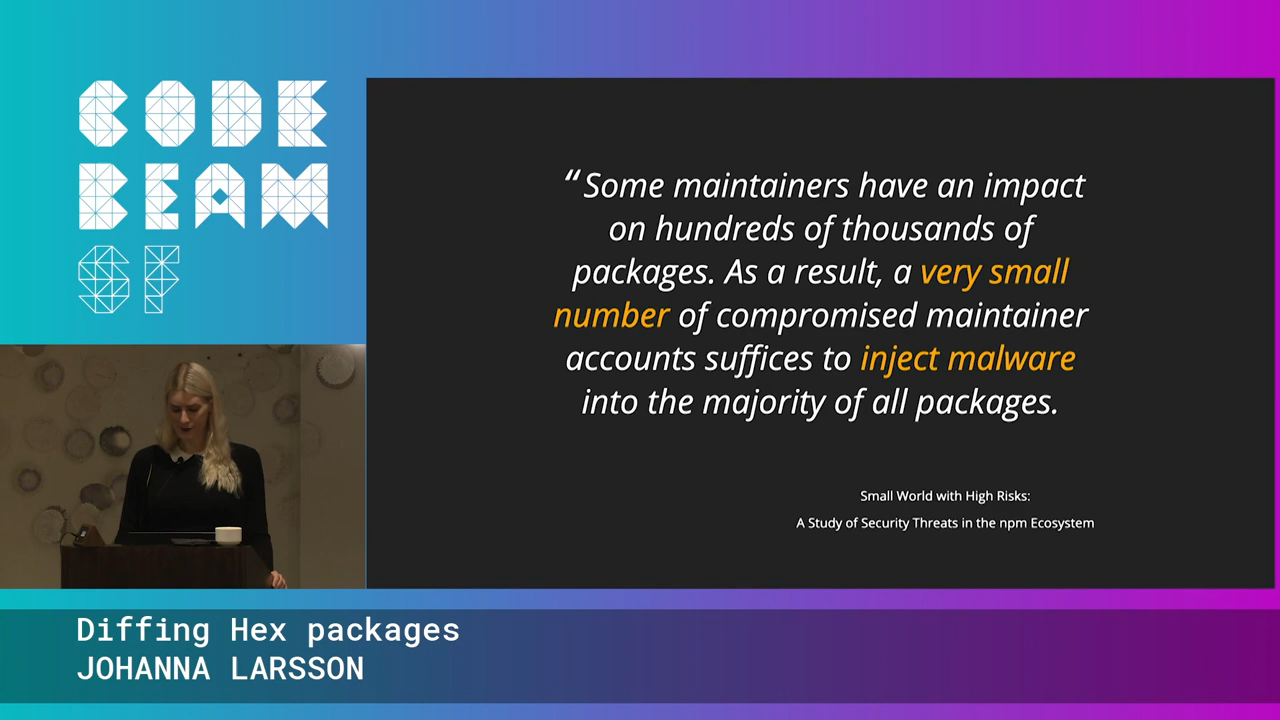 CODE
BEAM
SF
“Some maintainers have an impact
on hundreds of thousands of
packages. As a result, a very small
number of compromised maintainer
accounts suffices to inject malware
into the majority of all packages.
Small World with High Risks:
A Study of Security Threats in the npm Ecosystem
Diffing Hex packages
JOHANNA LARSSON